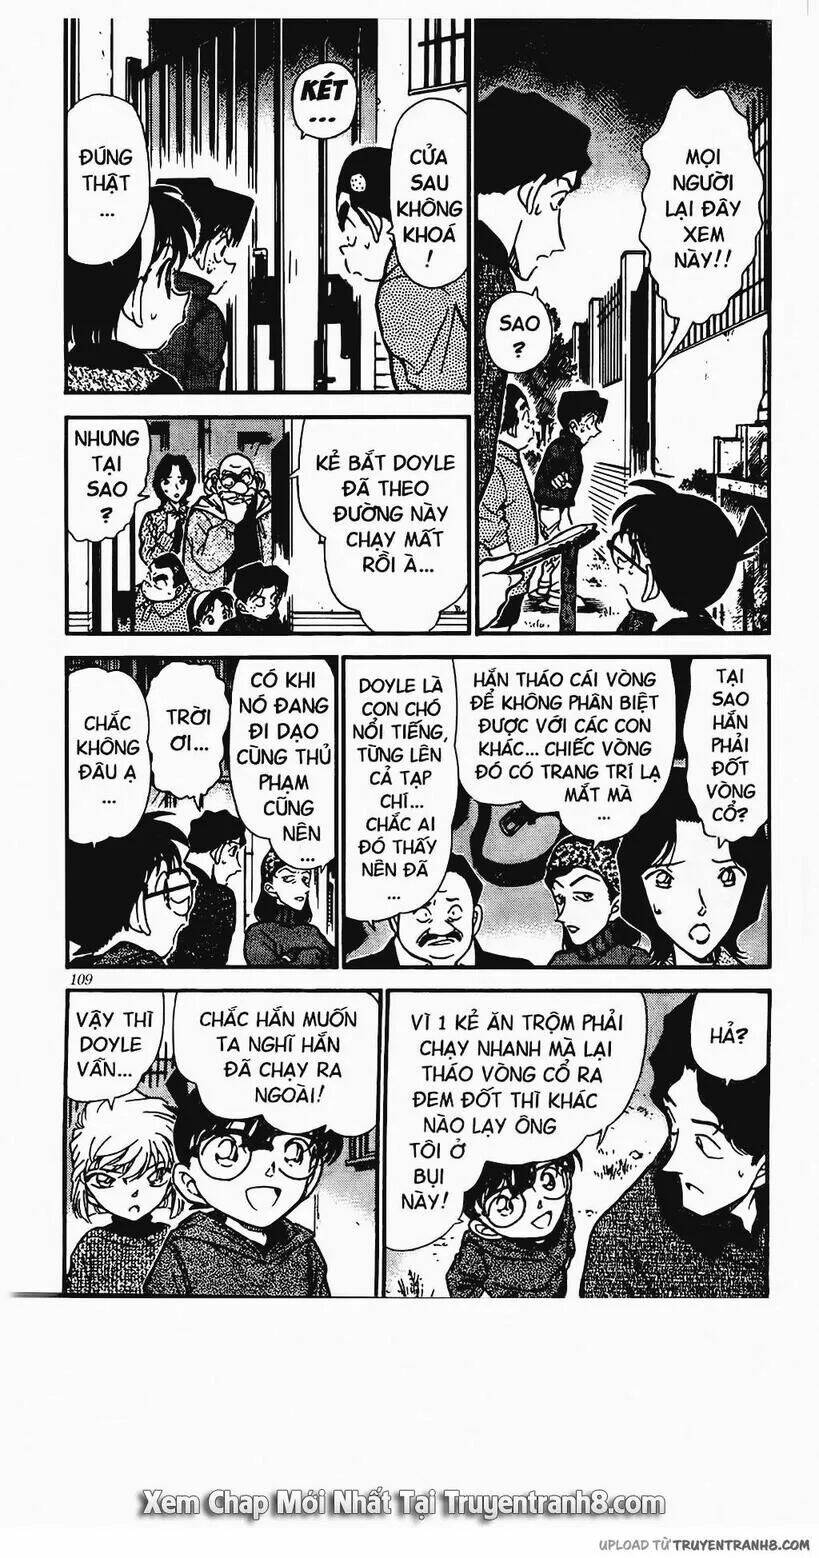 MỌI
NGƯỜI
LẠI ĐÂY
XEM
NÀY!!
SAO
?
CỬA
SAU
KHÔNG
KHOÁ
!
KÉT
...
ĐÚNG
THẬT
...
KẺ BẮT DOYLE
ĐÃ THEO
ĐƯỜNG NÀY
CHẠY MẤT
RỒI À...
NHƯNG
TẠI
SAO
?
TẠI
SAO
HẮN
PHẢI
ĐỐT
VÒNG
CỔ?
HẮN THÁO CÁI VÒNG
ĐỂ KHÔNG PHÂN BIỆT
ĐƯỢC VỚI CÁC CON
KHÁC... CHIẾC VÒNG
ĐÓ CÓ TRANG TRÍ LẠ
MẮT MÀ
...
DOYLE LÀ
CON CHÓ
NỔI TIẾNG,
TỪNG LÊN
CẢ TẠP
CHÍ...
CHẮC AI
ĐÓ THẤY
NÊN ĐÃ
...
CÓ KHI
NÓ ĐANG
ĐI DẠO
CÙNG THỦ
PHẠM
CŨNG
NÊN
...
TRỜI
ƠI...
CHẮC
KHÔNG
ĐÂU Ạ
...
109
HẢ?
VÌ 1 KẺ ĂN TRỘM PHẢI
CHẠY NHANH MÀ LẠI
THÁO VÒNG CỔ RA
ĐEM ĐỐT THÌ KHÁC
NÀO LẠY ÔNG
TÔI Ở
BỤI
NÀY!
CHẮC HẮN MUỐN
TA NGHĨ HẮN
ĐÃ CHẠY RA
NGOÀI!
VẬY THÌ
DOYLE
VẪN...
Xem Chap Mới Nhất Tại Truyentranh8.com
UPLOAD TỪ TRUYENTRANH8.COM